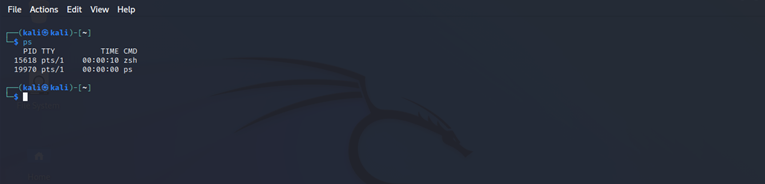 File Actions Edit View Help
┌──(kali㉿kali)-[~]
└─$ ps
    PID TTY          TIME CMD
  15618 pts/1    00:00:10 zsh
  19970 pts/1    00:00:00 ps
┌──(kali㉿kali)-[~]
└─$